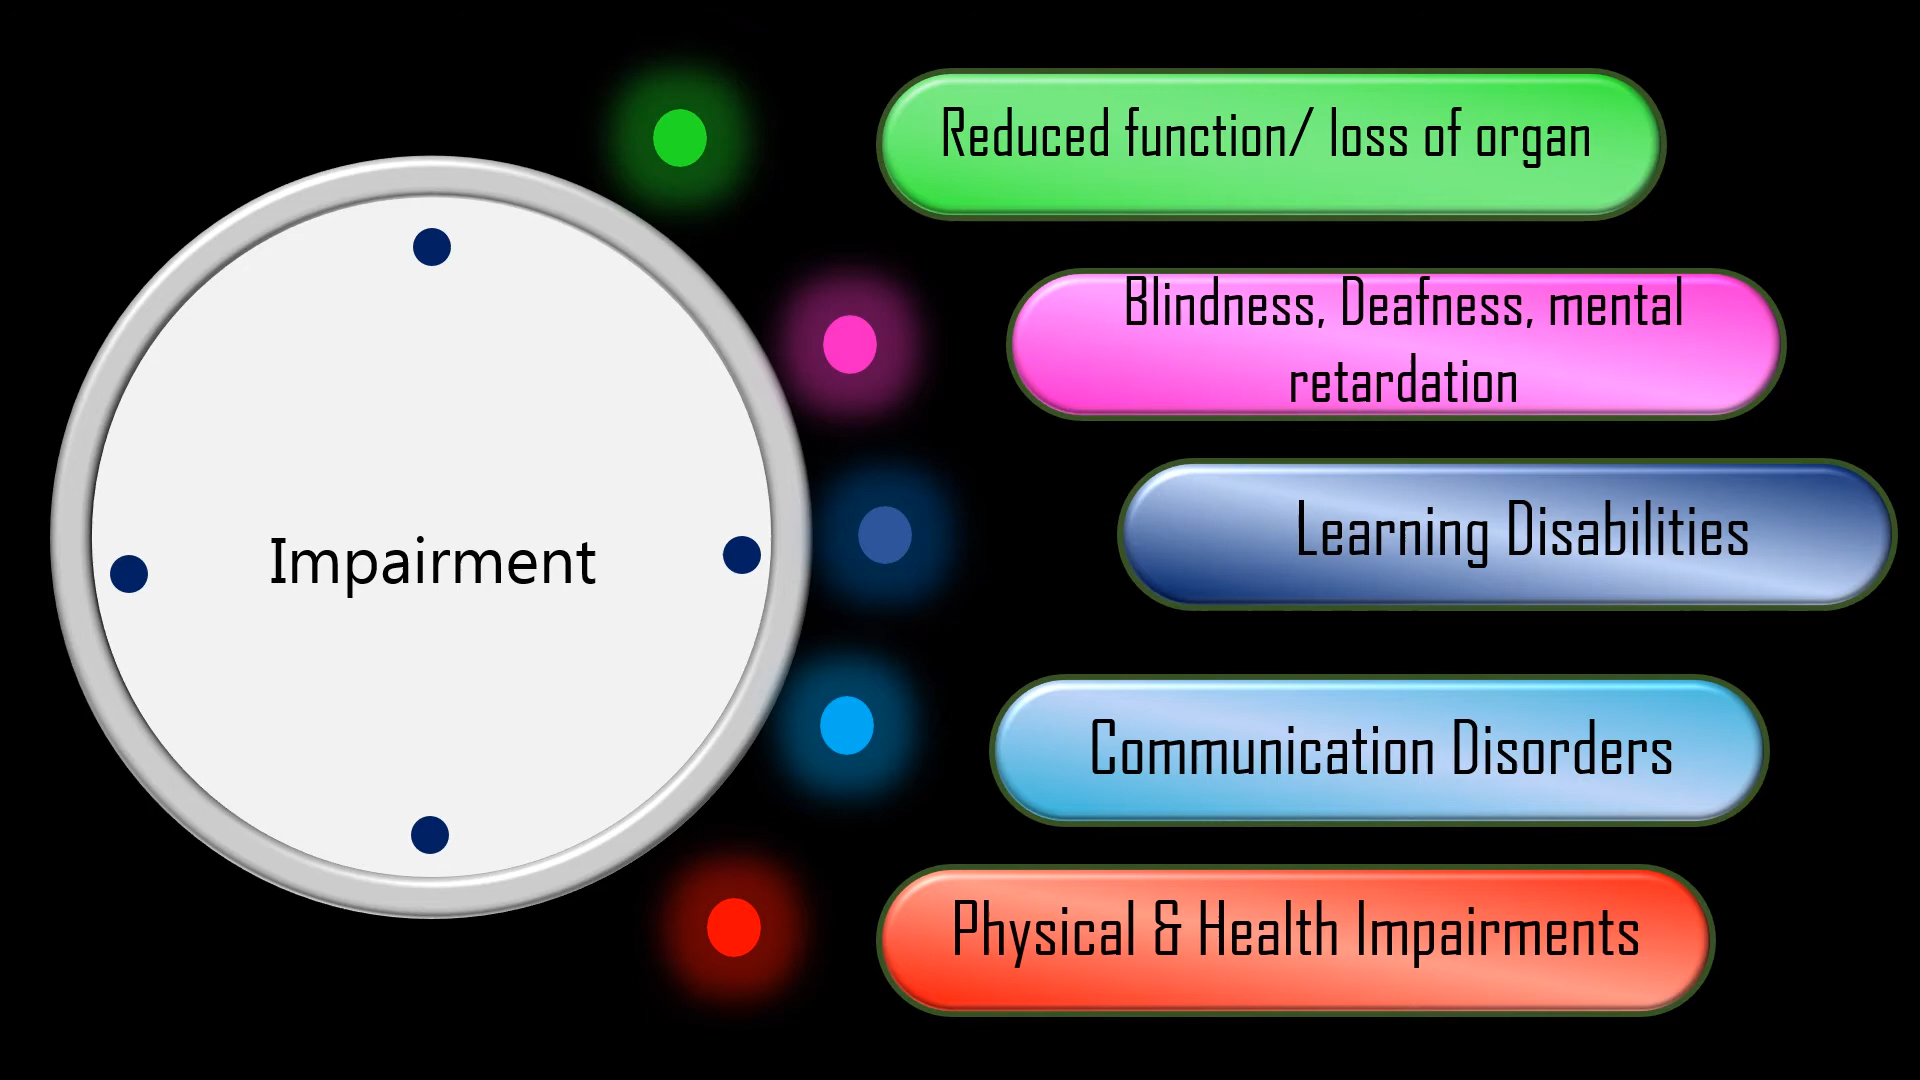 Impairment
Reduced function/ loss of organ
Blindness, Deafness, mental
retardation
Learning Disabilities
Communication Disorders
Physical & Health Impairments